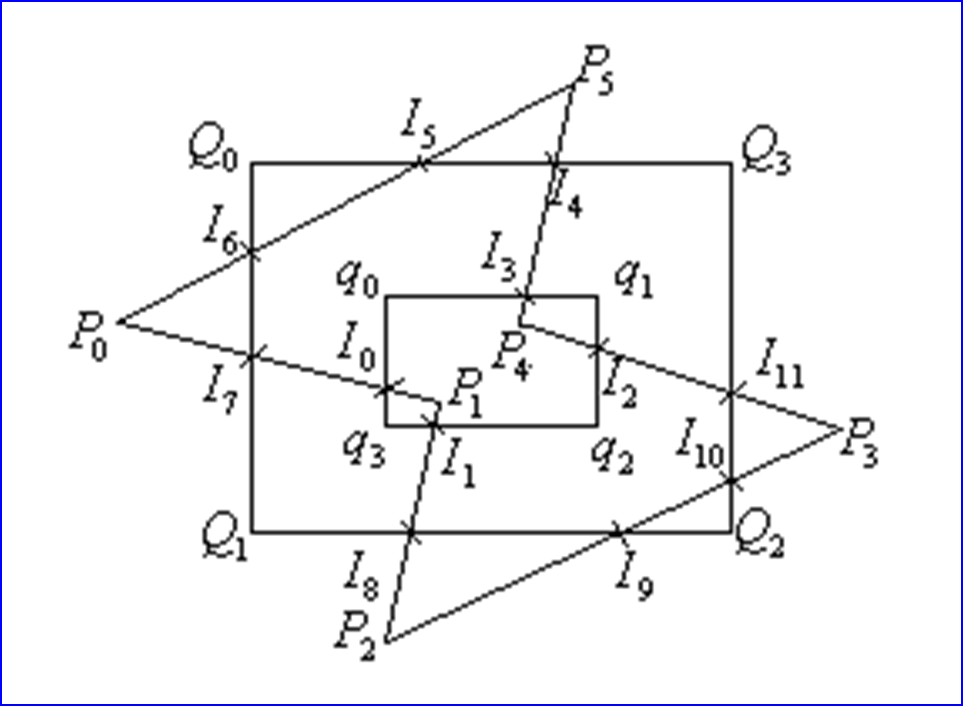 P₅
I₅
Q₀
Q₃
I₄
I₆
I₃
q₀
q₁
P₀
I₀
P₄
I₁₁
I₇
P₁
I₂
q₃
I₁
q₂
I₁₀
P₃
Q₁
Q₂
I₈
I₉
P₂